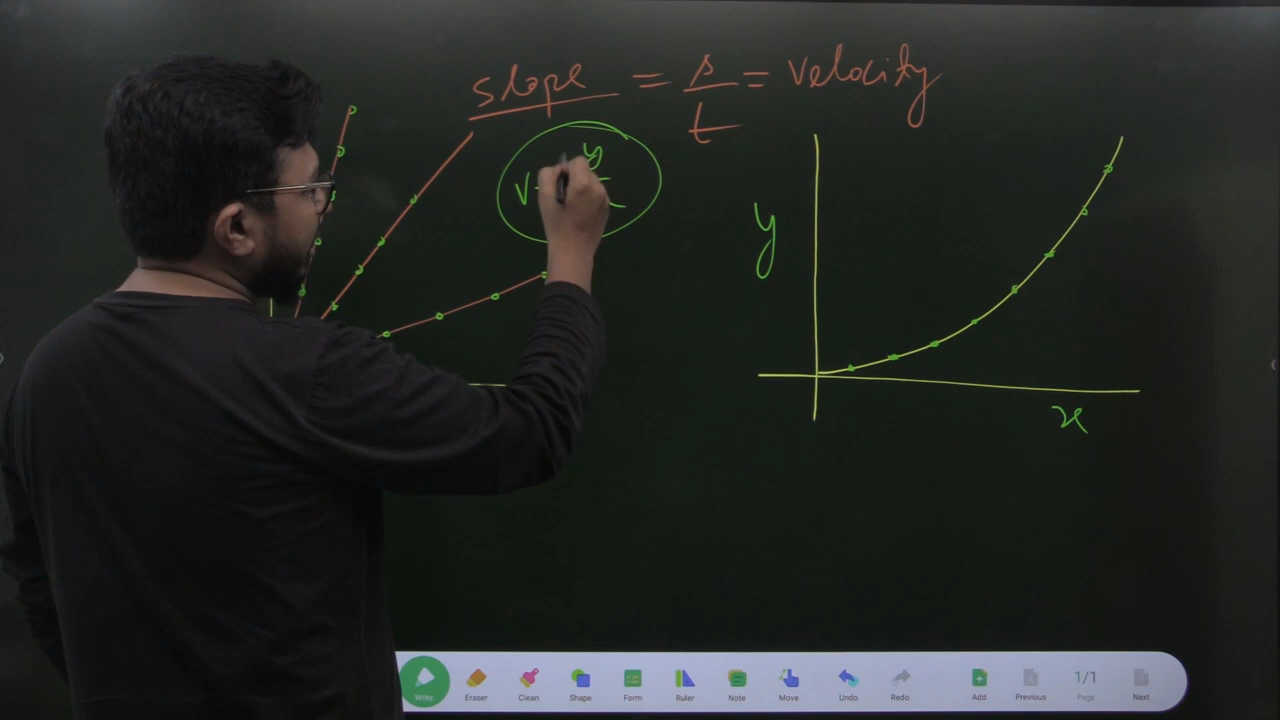 slope = s/t = velocity
v
y
y
x
Write Eraser Clean Shape Form Ruler Note Move Undo Redo Add Previous 1/1 Page Next